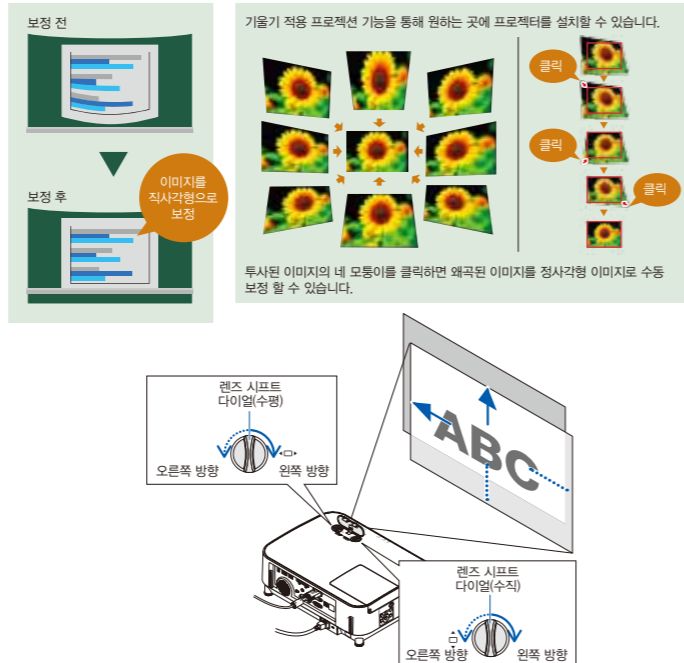 보정 전
보정 후
이미지를
직사각형으로
보정
기울기 적용 프로젝션 기능을 통해 원하는 곳에 프로젝터를 설치할 수 있습니다.
클릭
클릭
클릭
투사된 이미지의 네 모퉁이를 클릭하면 왜곡된 이미지를 정사각형 이미지로 수동
보정 할 수 있습니다.
렌즈 시프트
다이얼(수평)
오른쪽 방향
왼쪽 방향
ABC
렌즈 시프트
다이얼(수직)
오른쪽 방향
왼쪽 방향